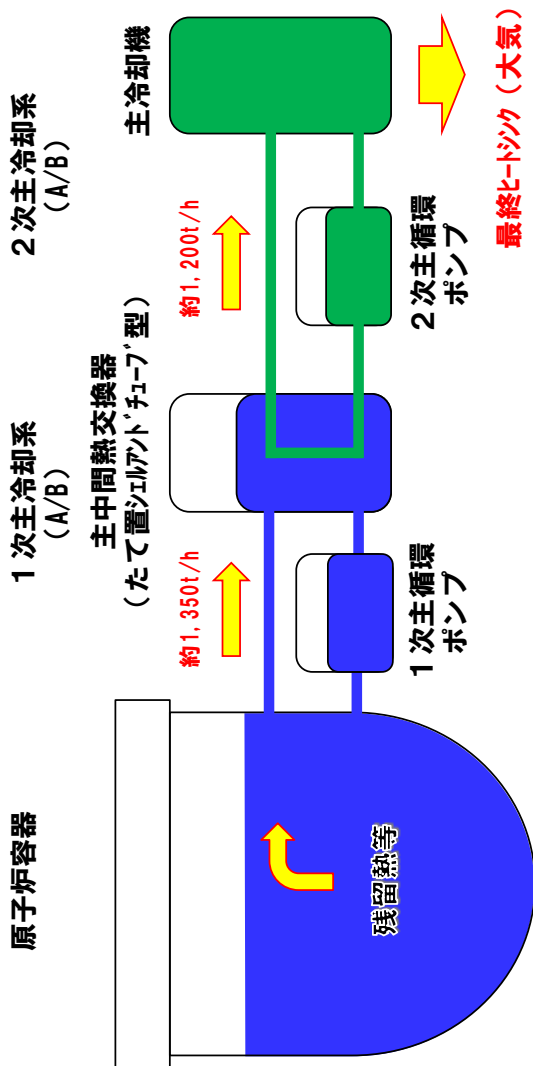 原子炉容器
1次主冷却系
(A/B)
2次主冷却系
(A/B)
主中間熱交換器
(たて置シェルアンドチューブ型)
主冷却機
約1,350t/h
約1,200t/h
残留熱等
1次主循環
ポンプ
2次主循環
ポンプ
最終ヒートシンク(大気)